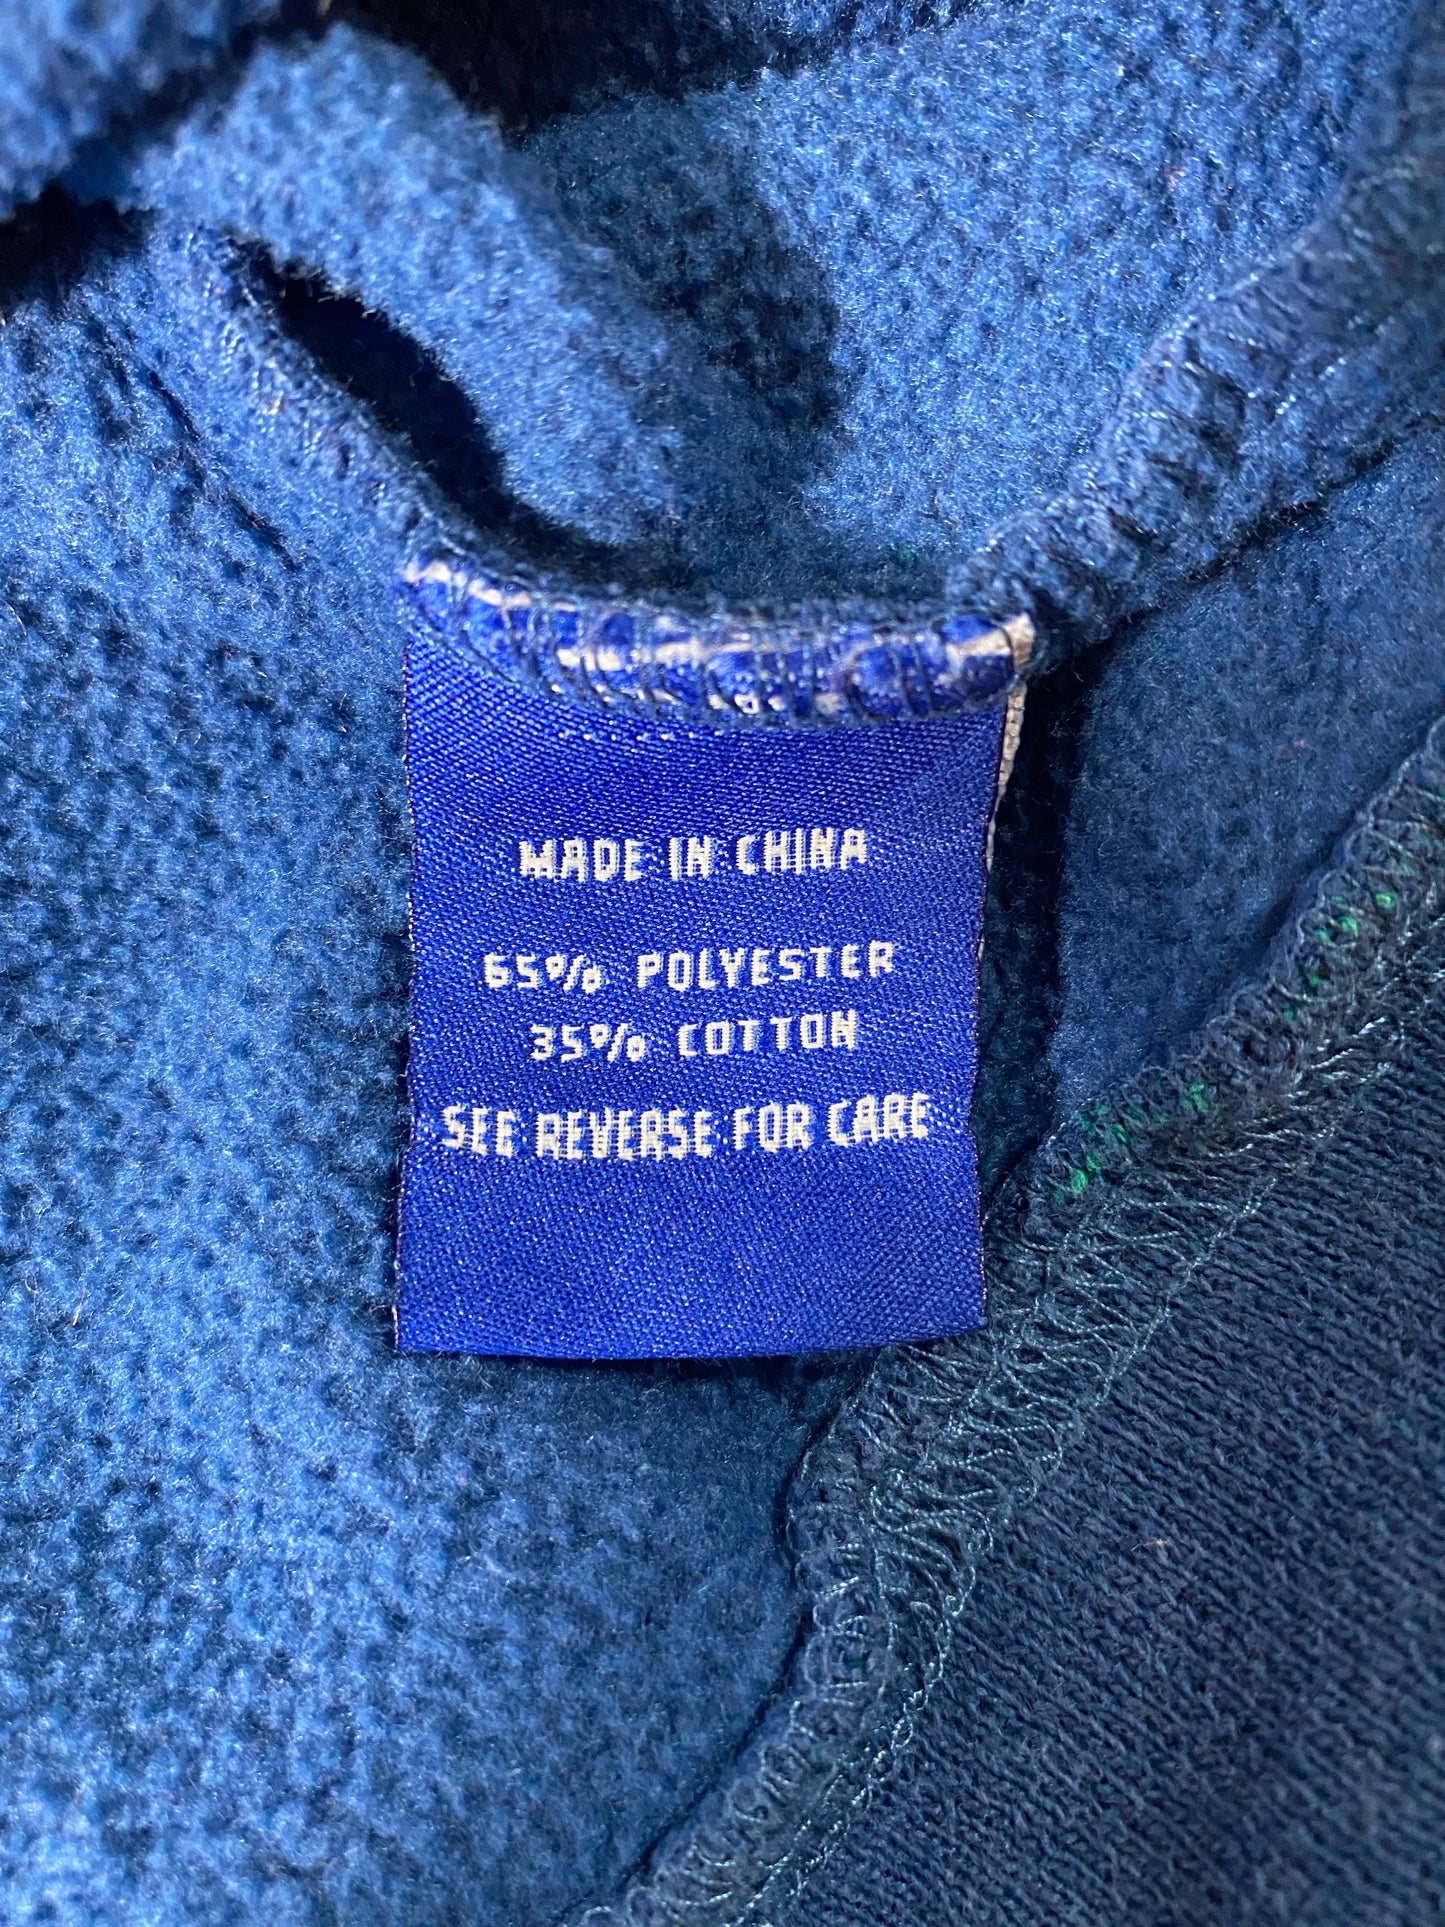 MADE IN CHINA
65% POLYESTER
35% COTTON
SEE REVERSE FOR CARE